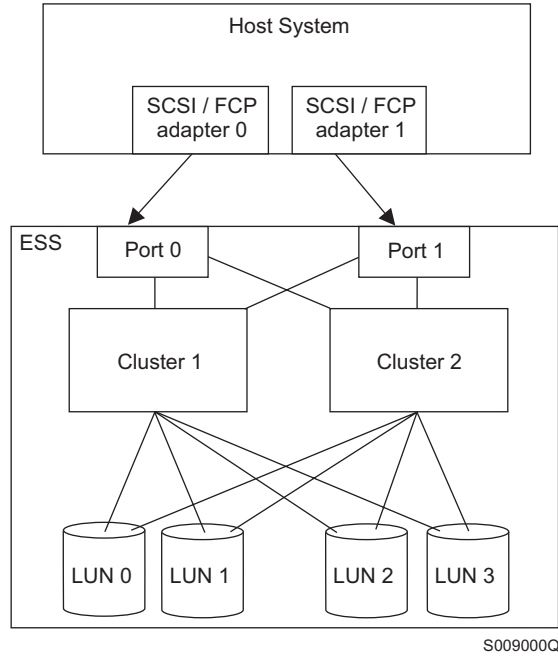 Host System
SCSI / FCP
adapter 0
SCSI / FCP
adapter 1
ESS
Port 0
Port 1
Cluster 1
Cluster 2
LUN 0
LUN 1
LUN 2
LUN 3
S009000Q